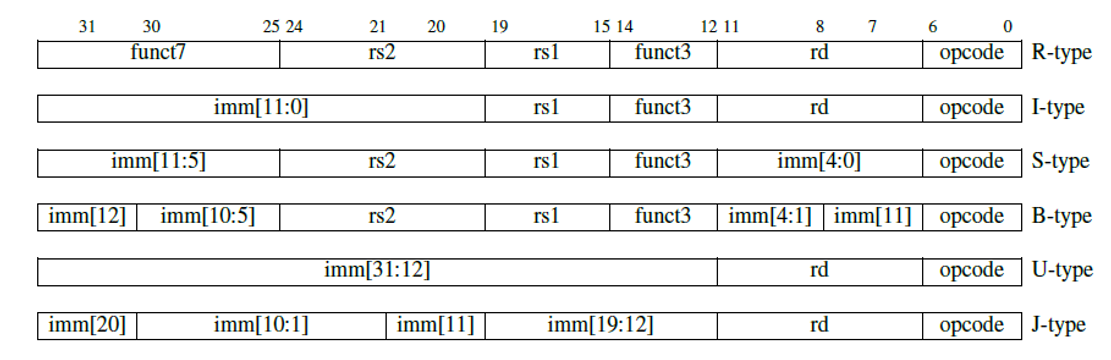 31 30 25 24 21 20 19 15 14 12 11 8 7 6 0
funct7 rs2 rs1 funct3 rd opcode R-type
imm[11:0] rs1 funct3 rd opcode I-type
imm[11:5] rs2 rs1 funct3 imm[4:0] opcode S-type
imm[12] imm[10:5] rs2 rs1 funct3 imm[4:1] imm[11] opcode B-type
imm[31:12] rd opcode U-type
imm[20] imm[10:1] imm[11] imm[19:12] rd opcode J-type